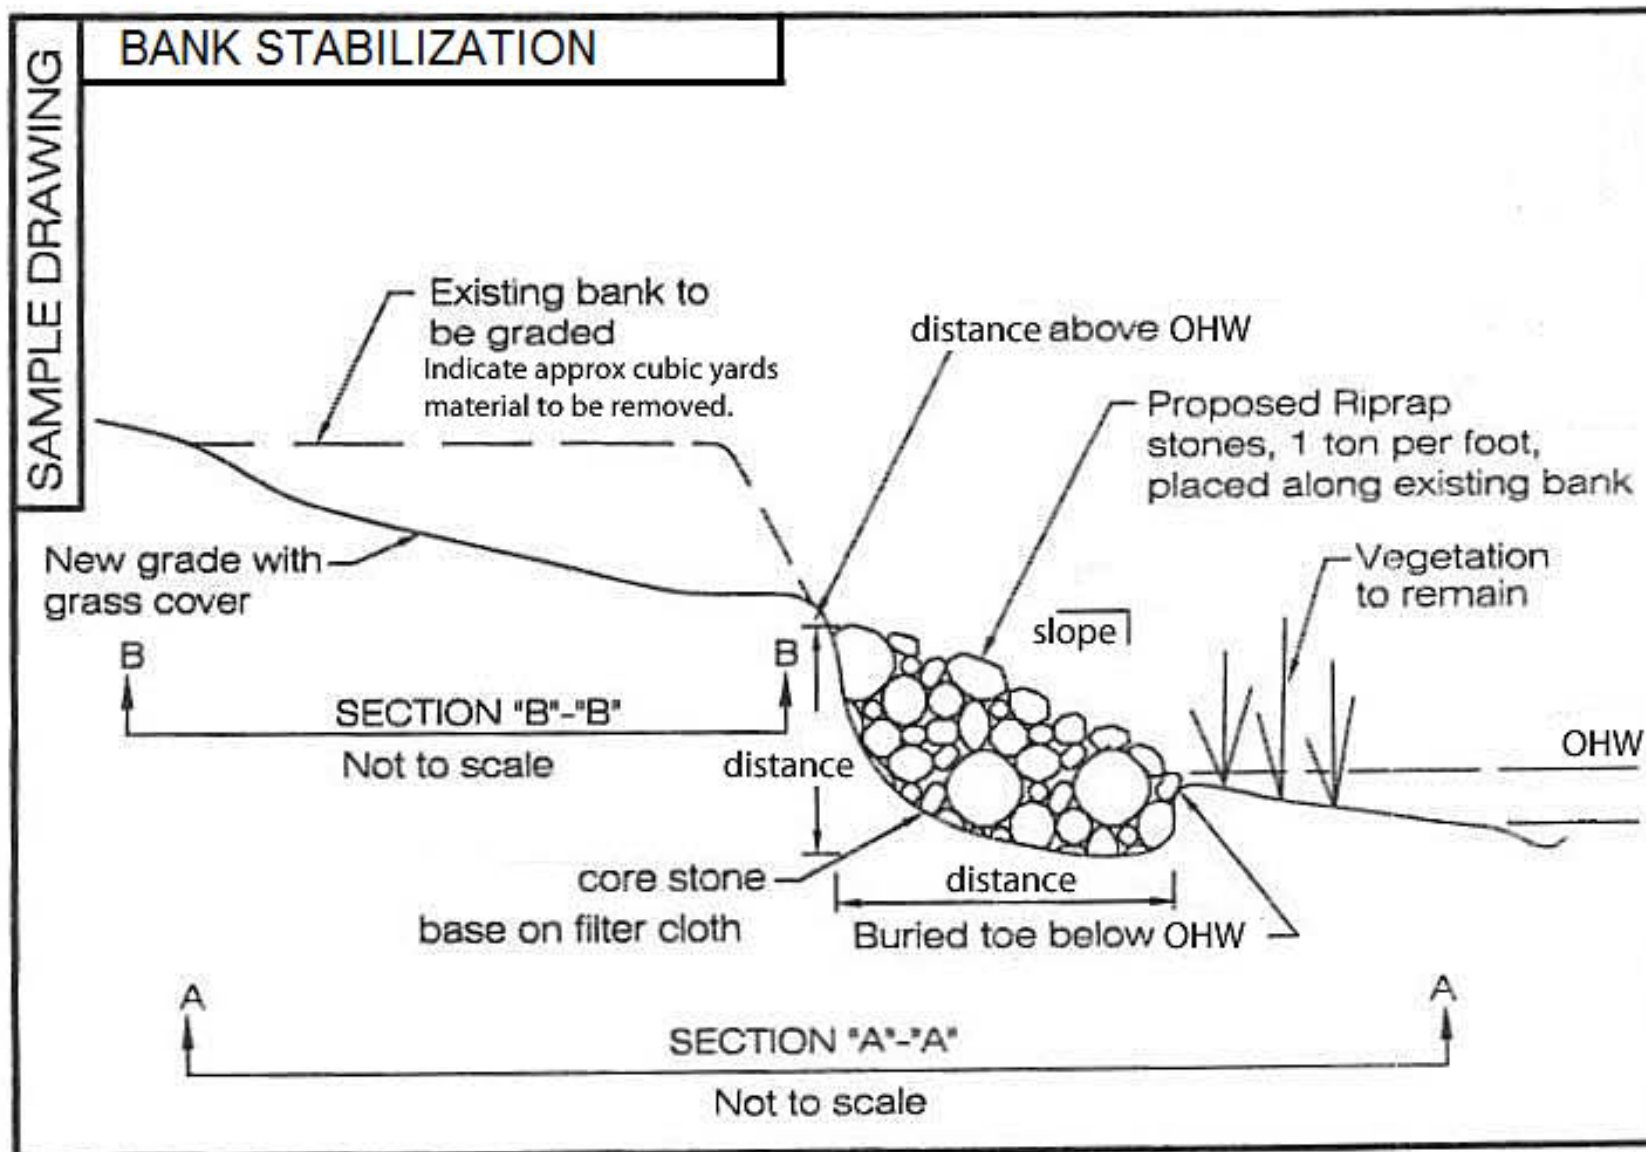 SAMPLE DRAWING
BANK STABILIZATION
Existing bank to
be graded
Indicate approx cubic yards
material to be removed.
distance above OHW
Proposed Riprap
stones, 1 ton per foot,
placed along existing bank
New grade with
grass cover
Vegetation
to remain
slope
B
B
SECTION "B"-"B"
Not to scale
distance
OHW
core stone
base on filter cloth
distance
Buried toe below OHW
A
A
SECTION "A"-"A"
Not to scale